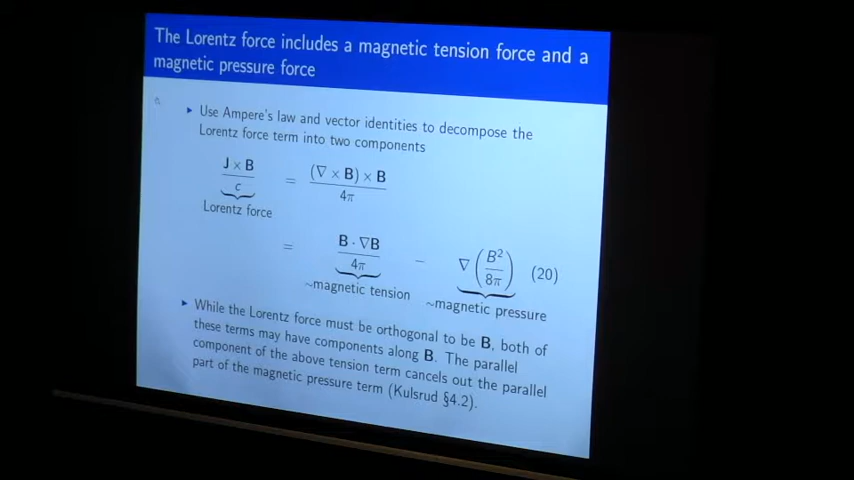 The Lorentz force includes a magnetic tension force and a
magnetic pressure force
▸ Use Ampere's law and vector identities to decompose the
Lorentz force term into two components
J × B / c = (∇ × B) × B / 4π
Lorentz force
= B · ∇B / 4π − ∇ (B² / 8π) (20)
~magnetic tension ~magnetic pressure
▸ While the Lorentz force must be orthogonal to be B, both of
these terms may have components along B. The parallel
component of the above tension term cancels out the parallel
part of the magnetic pressure term (Kulsrud §4.2).